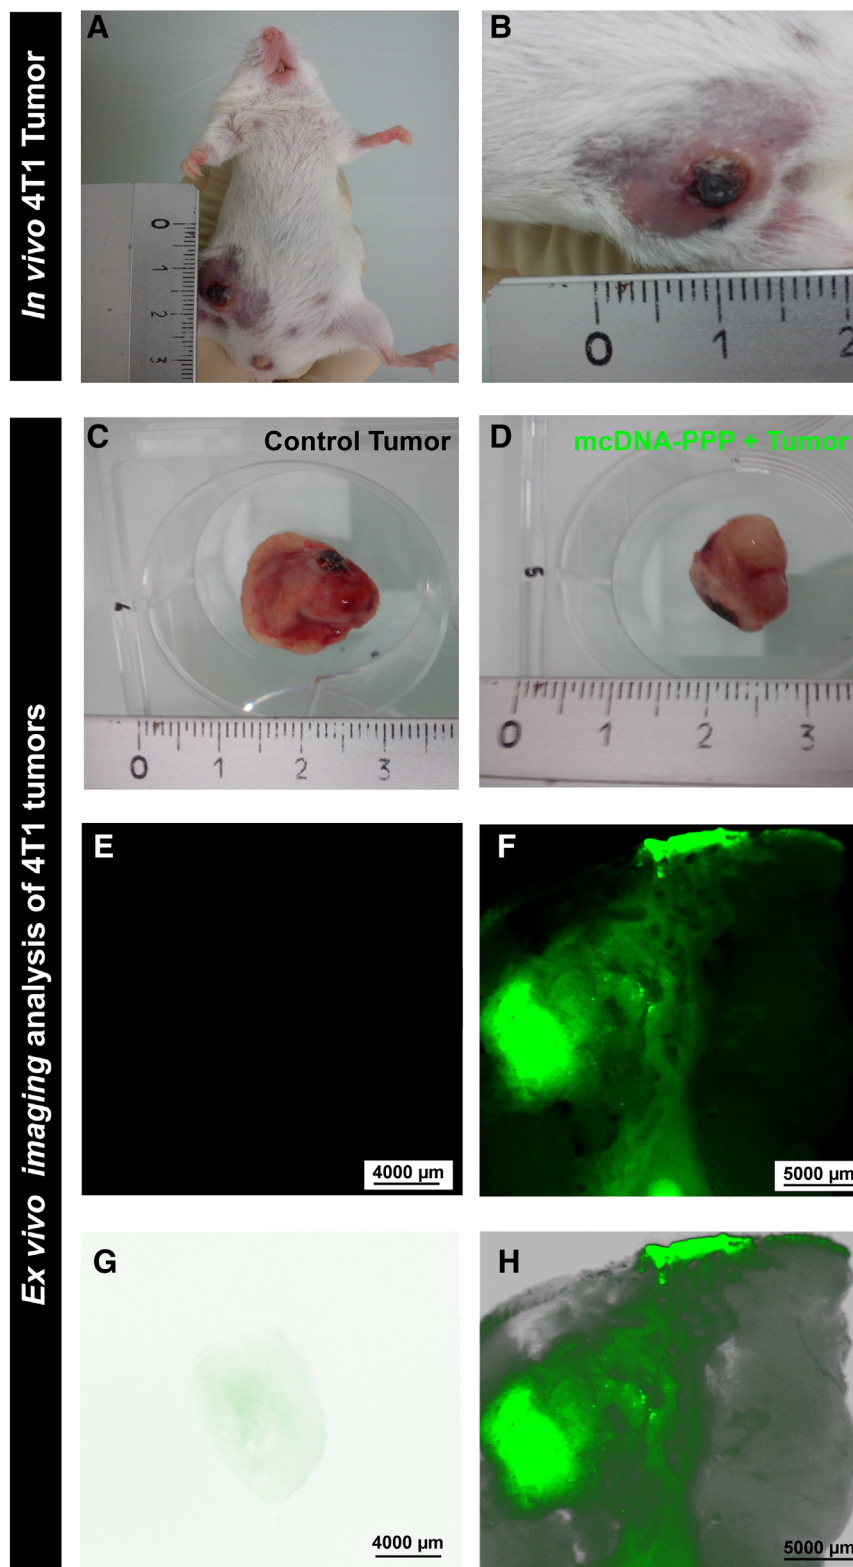 In vivo 4T1 Tumor
A
0
1
2
3
B
0
1
2
Ex vivo imaging analysis of 4T1 tumors
C
Control Tumor
4
0
1
2
3
D
mcDNA-PPP + Tumor
5
0
1
2
3
E
4000 µm
F
5000 µm
G
4000 µm
H
5000 µm